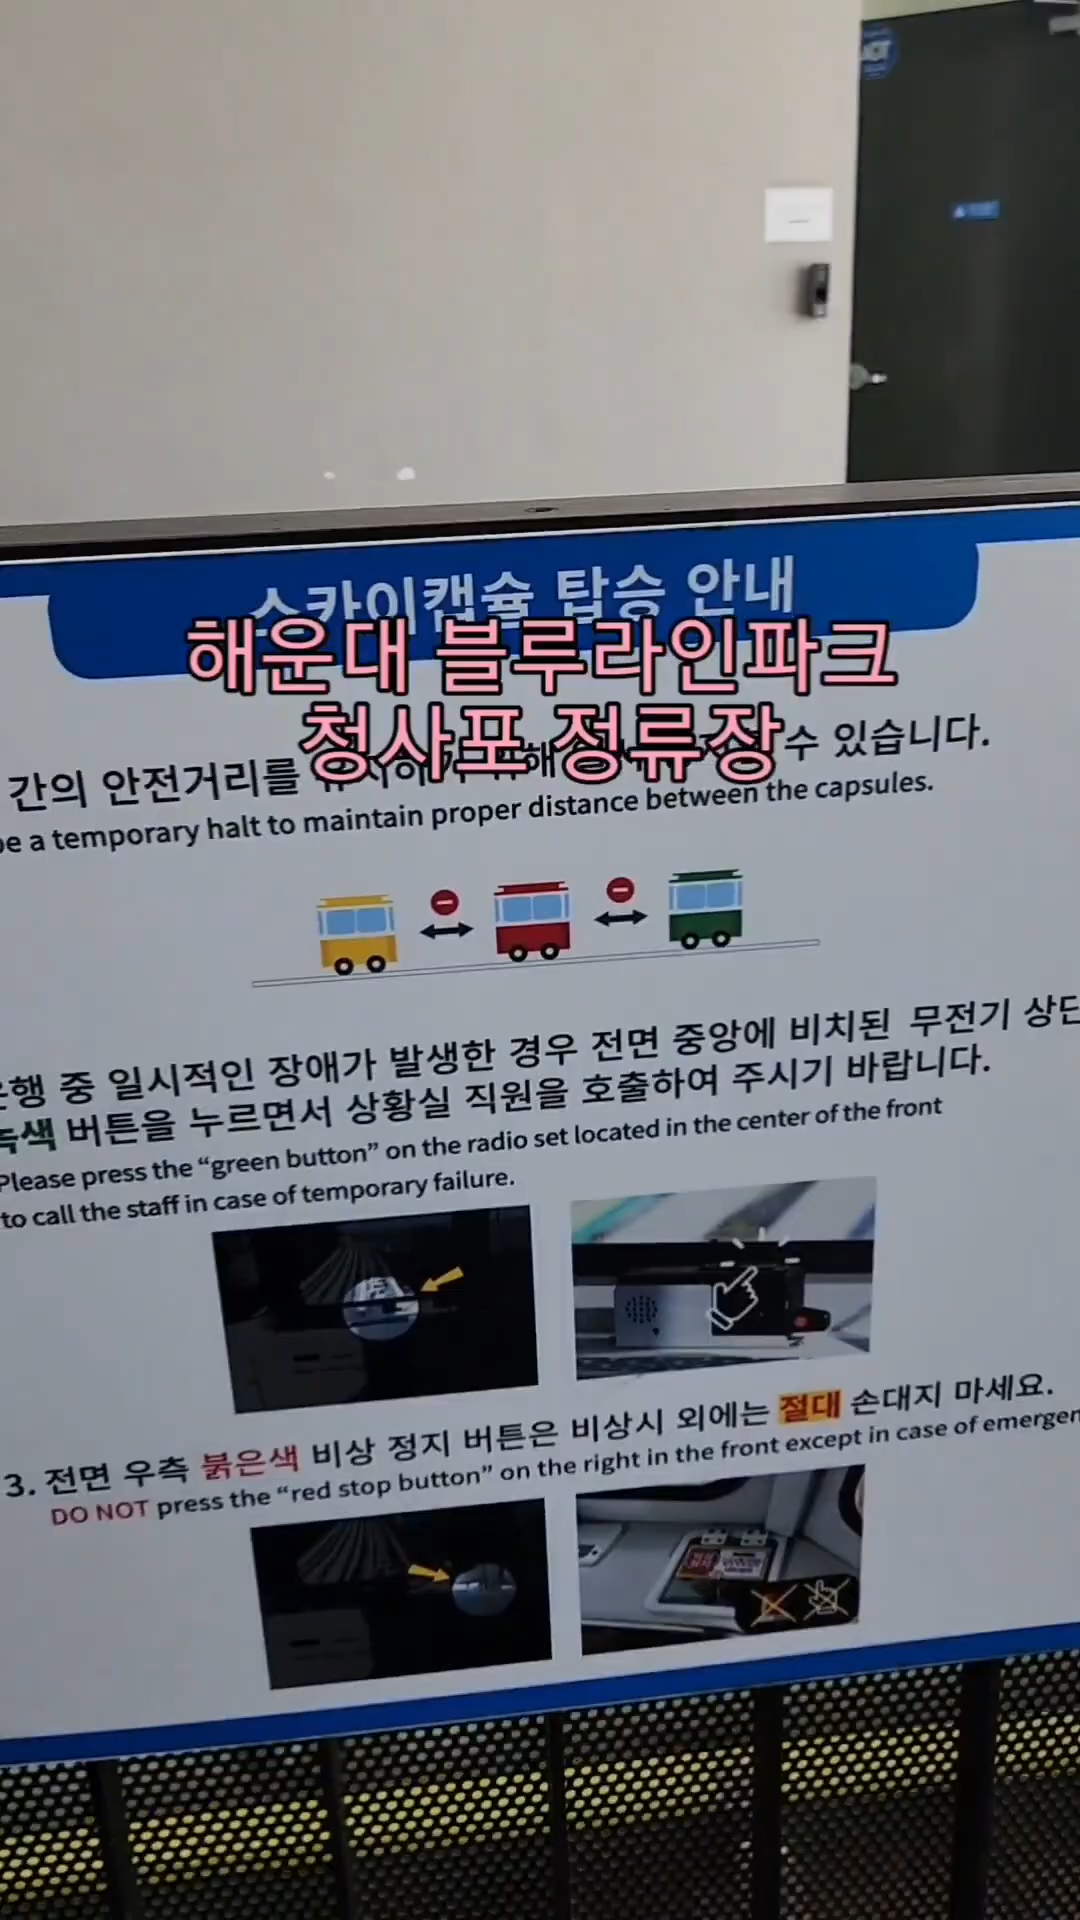 스카이캡슐 탑승 안내
해운대 블루라인파크
청사포 정류장
간의 안전거리를 수 있습니다.
be a temporary halt to maintain proper distance between the capsules.
행 중 일시적인 장애가 발생한 경우 전면 중앙에 비치된 무전기 상단
녹색 버튼을 누르면서 상황실 직원을 호출하여 주시기 바랍니다.
Please press the “green button” on the radio set located in the center of the front
to call the staff in case of temporary failure.
3. 전면 우측 붉은색 비상 정지 버튼은 비상시 외에는 절대 손대지 마세요.
DO NOT press the “red stop button” on the right in the front except in case of emergen